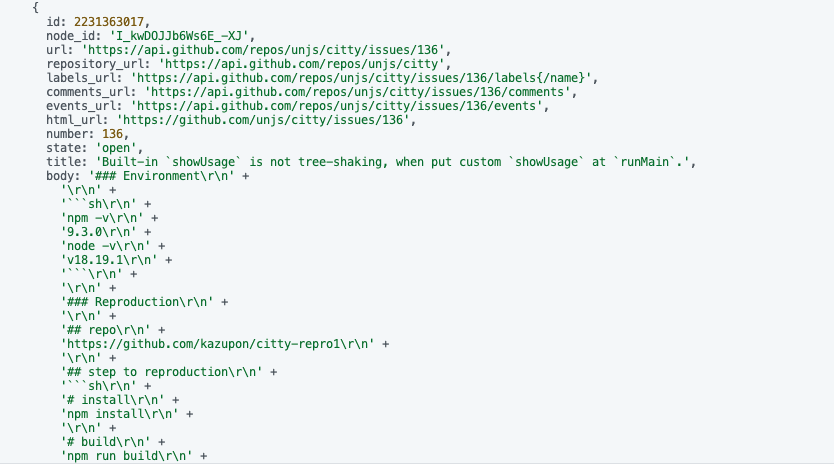 {
id: 2231363017,
node_id: 'I_kwDOJJb6Ws6E_-XJ',
url: 'https://api.github.com/repos/unjs/citty/issues/136',
repository_url: 'https://api.github.com/repos/unjs/citty',
labels_url: 'https://api.github.com/repos/unjs/citty/issues/136/labels{/name}',
comments_url: 'https://api.github.com/repos/unjs/citty/issues/136/comments',
events_url: 'https://api.github.com/repos/unjs/citty/issues/136/events',
html_url: 'https://github.com/unjs/citty/issues/136',
number: 136,
state: 'open',
title: 'Built-in `showUsage` is not tree-shaking, when put custom `showUsage` at `runMain`.',
body: '### Environment\r\n' +
'\r\n' +
'```sh\r\n' +
'npm -v\r\n' +
'9.3.0\r\n' +
'node -v\r\n' +
'v18.19.1\r\n' +
'```\r\n' +
'\r\n' +
'### Reproduction\r\n' +
'\r\n' +
'## repo\r\n' +
'https://github.com/kazupon/citty-repro1\r\n' +
'\r\n' +
'## step to reproduction\r\n' +
'```sh\r\n' +
'# install\r\n' +
'npm install\r\n' +
'\r\n' +
'# build\r\n' +
'npm run build\r\n' +